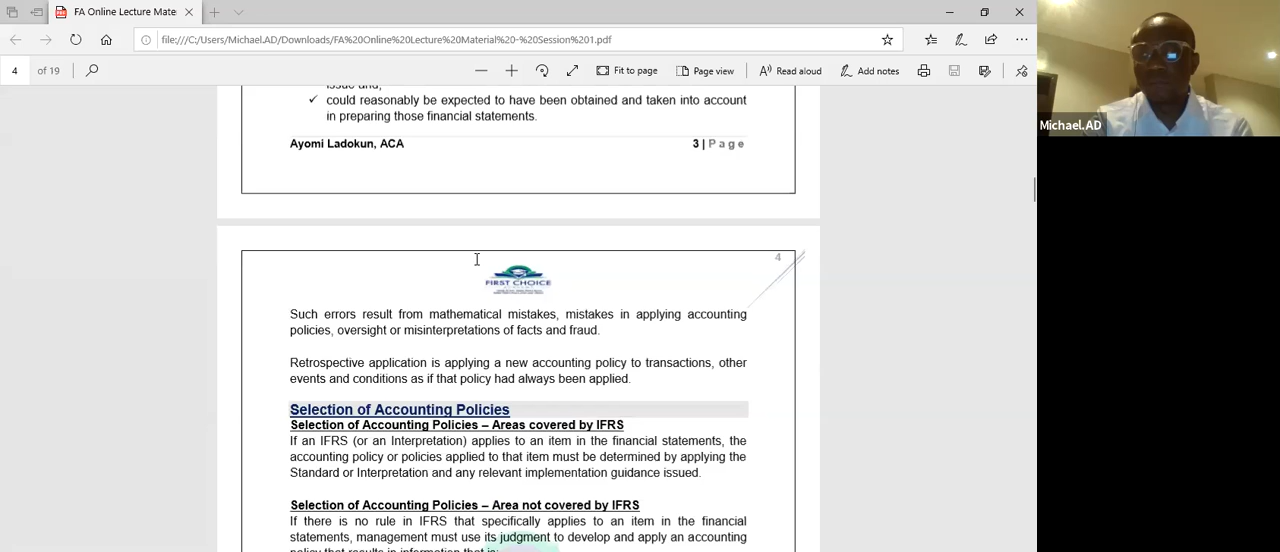 FA Online Lecture Mate
file:///C:/Users/Michael.AD/Downloads/FA%20Online%20Lecture%20Material%20-%20Session%201.pdf
4 of 19
Fit to page
Page view
Read aloud
Add notes
Michael.AD
issue and;
✓ could reasonably be expected to have been obtained and taken into account
in preparing those financial statements.
Ayomi Ladokun, ACA 3 | Page
4
FIRST CHOICE
Such errors result from mathematical mistakes, mistakes in applying accounting
policies, oversight or misinterpretations of facts and fraud.
Retrospective application is applying a new accounting policy to transactions, other
events and conditions as if that policy had always been applied.
Selection of Accounting Policies
Selection of Accounting Policies – Areas covered by IFRS
If an IFRS (or an Interpretation) applies to an item in the financial statements, the
accounting policy or policies applied to that item must be determined by applying the
Standard or Interpretation and any relevant implementation guidance issued.
Selection of Accounting Policies – Area not covered by IFRS
If there is no rule in IFRS that specifically applies to an item in the financial
statements, management must use its judgment to develop and apply an accounting
policy that results in information that is: